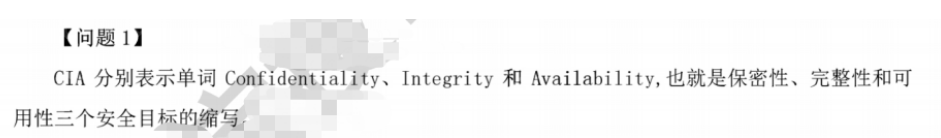 【问题 1】
CIA 分别表示单词 Confidentiality、Integrity 和 Availability,也就是保密性、完整性和可
用性三个安全目标的缩写.